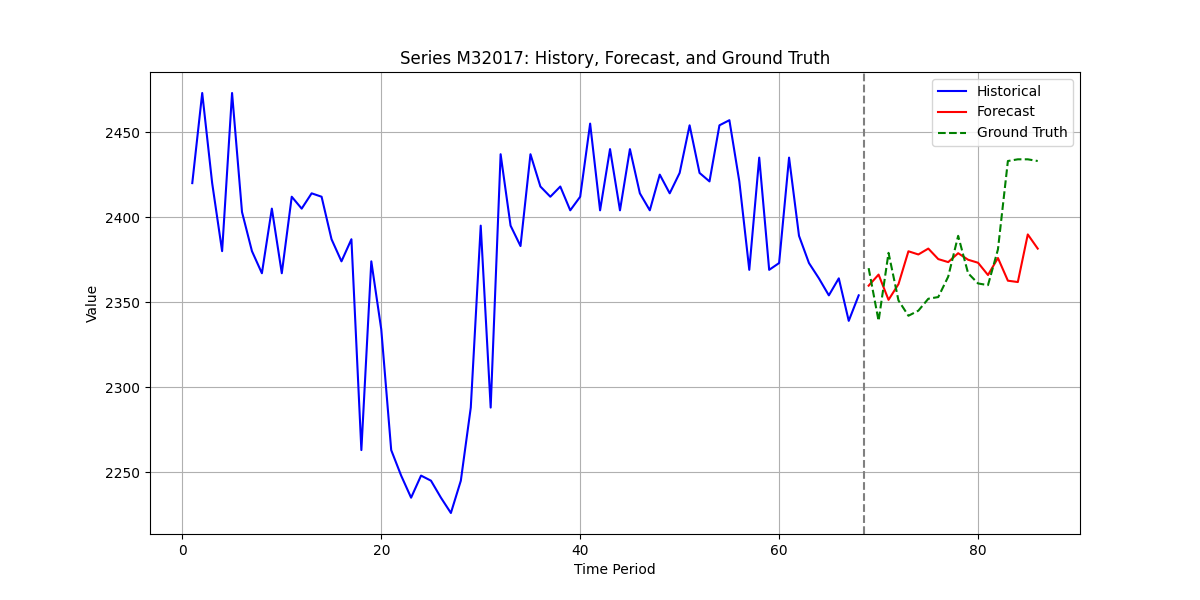 Series M32017: History, Forecast, and Ground Truth
Historical
Forecast
Ground Truth
2450
2400
2350
2300
2250
Value
0 20 40 60 80
Time Period